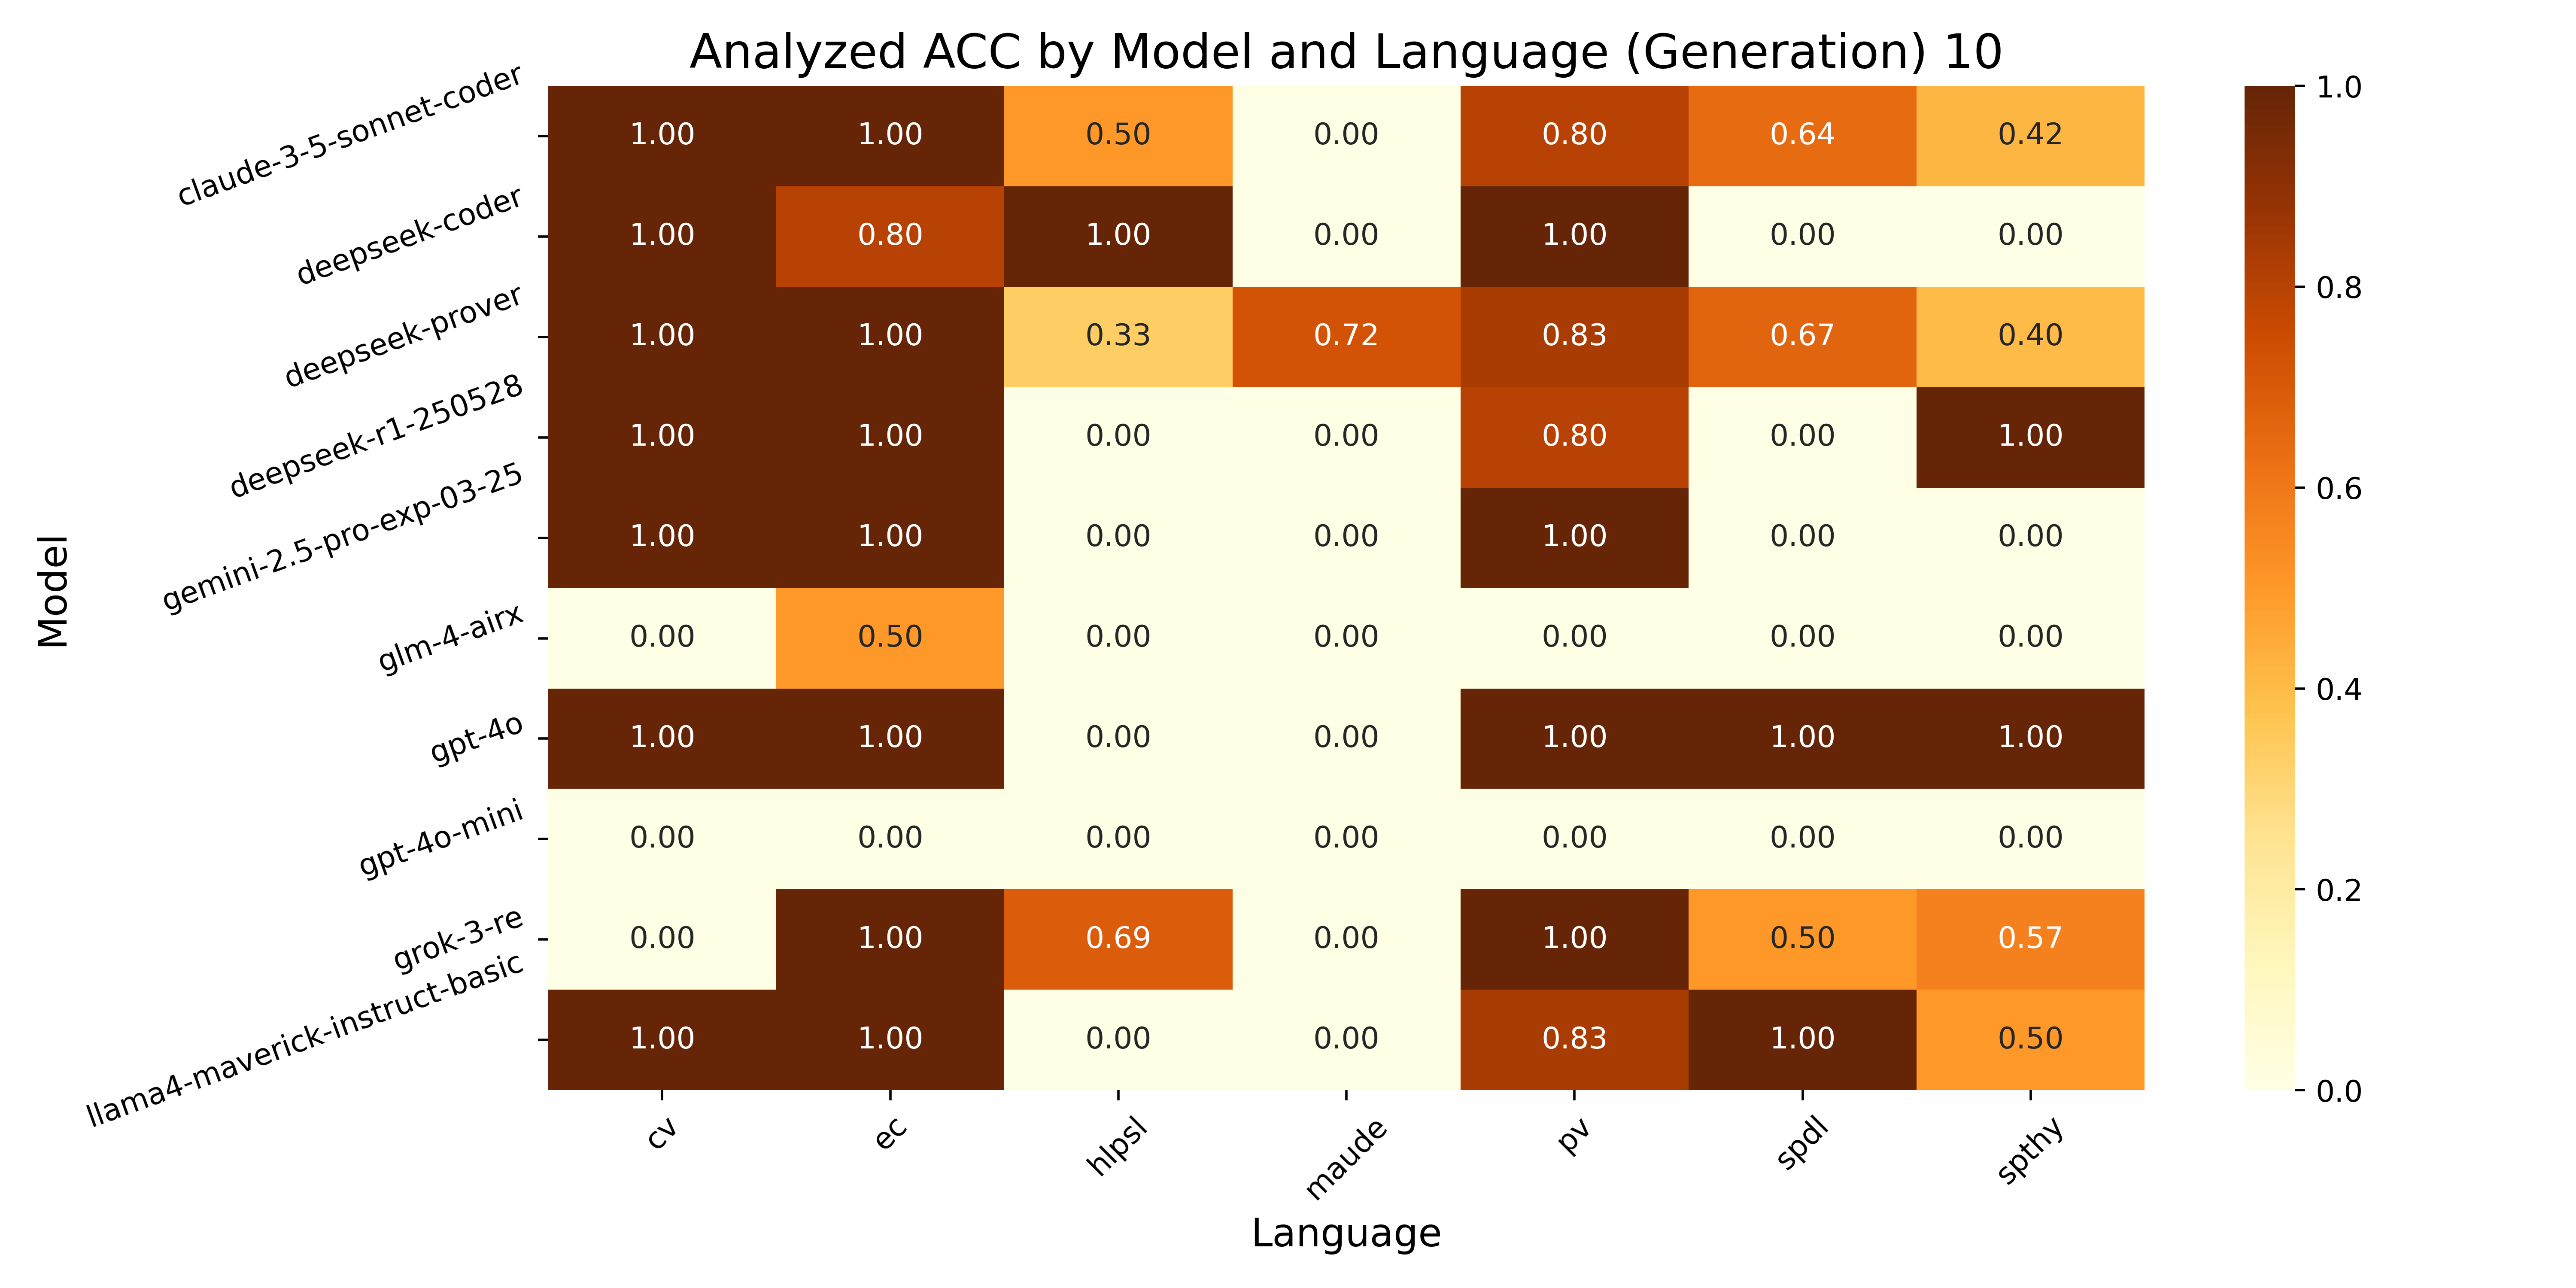 Analyzed ACC by Model and Language (Generation) 10
Model
claude-3-5-sonnet-coder 1.00 1.00 0.50 0.00 0.80 0.64 0.42
deepseek-coder 1.00 0.80 1.00 0.00 1.00 0.00 0.00
deepseek-prover 1.00 1.00 0.33 0.72 0.83 0.67 0.40
deepseek-r1-250528 1.00 1.00 0.00 0.00 0.80 0.00 1.00
gemini-2.5-pro-exp-03-25 1.00 1.00 0.00 0.00 1.00 0.00 0.00
glm-4-airx 0.00 0.50 0.00 0.00 0.00 0.00 0.00
gpt-4o 1.00 1.00 0.00 0.00 1.00 1.00 1.00
gpt-4o-mini 0.00 0.00 0.00 0.00 0.00 0.00 0.00
grok-3-re 0.00 1.00 0.69 0.00 1.00 0.50 0.57
llama4-maverick-instruct-basic 1.00 1.00 0.00 0.00 0.83 1.00 0.50
cv ec hlpsl maude pv spdl spthy
Language
1.0
0.8
0.6
0.4
0.2
0.0